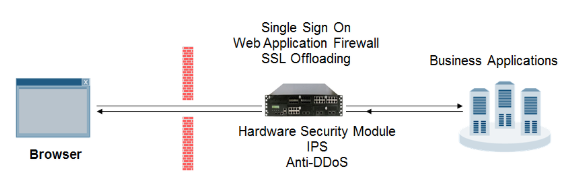 Single Sign On
Web Application Firewall
SSL Offloading
Business Applications
Hardware Security Module
IPS
Anti-DDoS
Browser